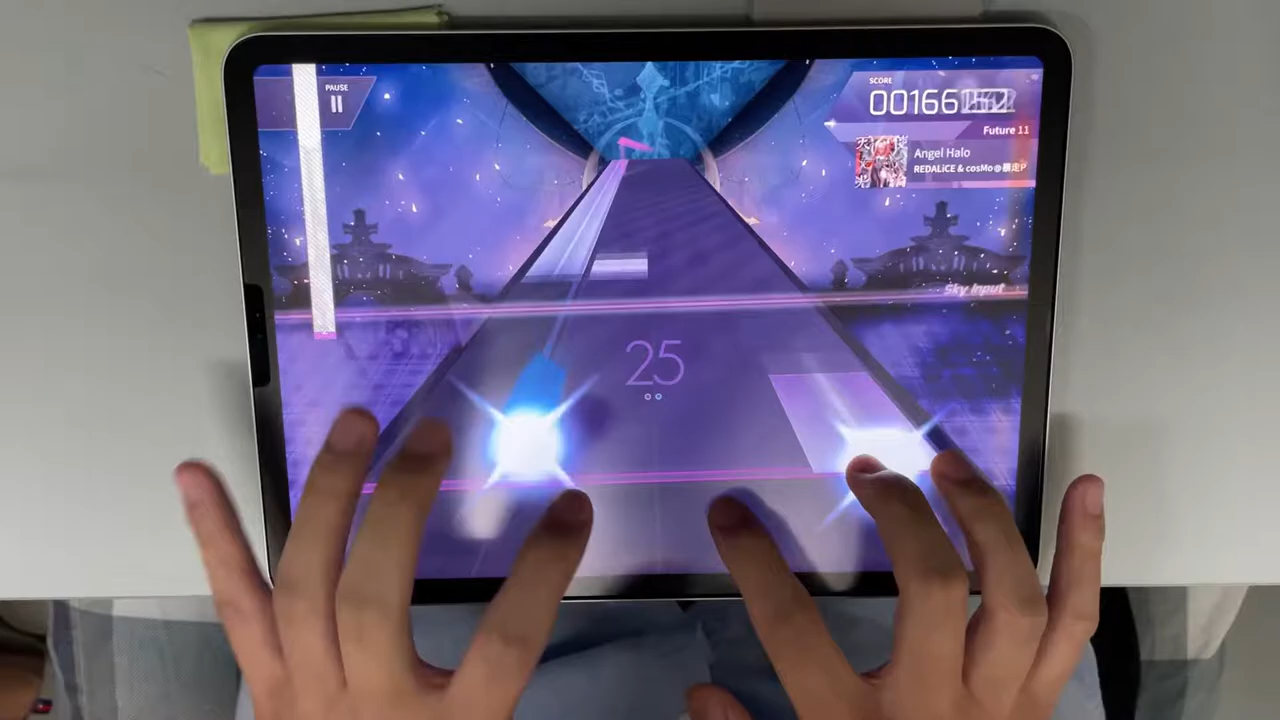 PAUSE
SCORE
00166
Future 11
Angel Halo
REDALiCE & cosMo@暴走P
Sky Input
25